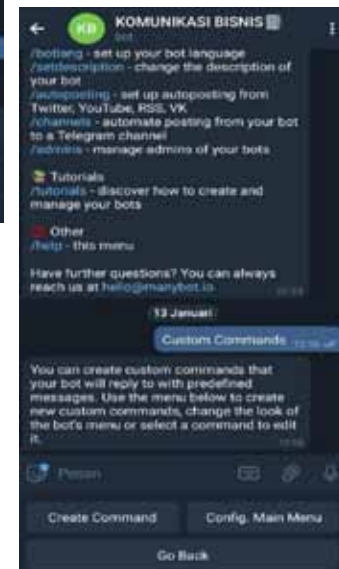 KOMUNIKASI BISNIS
bot
/botlang - set up your bot
language
/setdescription - change
the description of
your bot
/autoposting - set up autoposting from
Twitter, YouTube, RSS, VK
/channels - automate posting from your bot
to a Telegram channel
/admins - manage admins of your bots
Tutorials
/tutorials - discover how to create and
manage your bots
Other
/help - this menu
Have further questions? You can always
reach us at hello@manybot.io
13 Januari
Custom Commands
You can create custom commands that
your bot will reply to with predefined
messages. Use the menu below to create
new custom commands, change the look of
the bot's menu or select a command to edit
it.
Pesan
Create Command
Config. Main Menu
Go Back